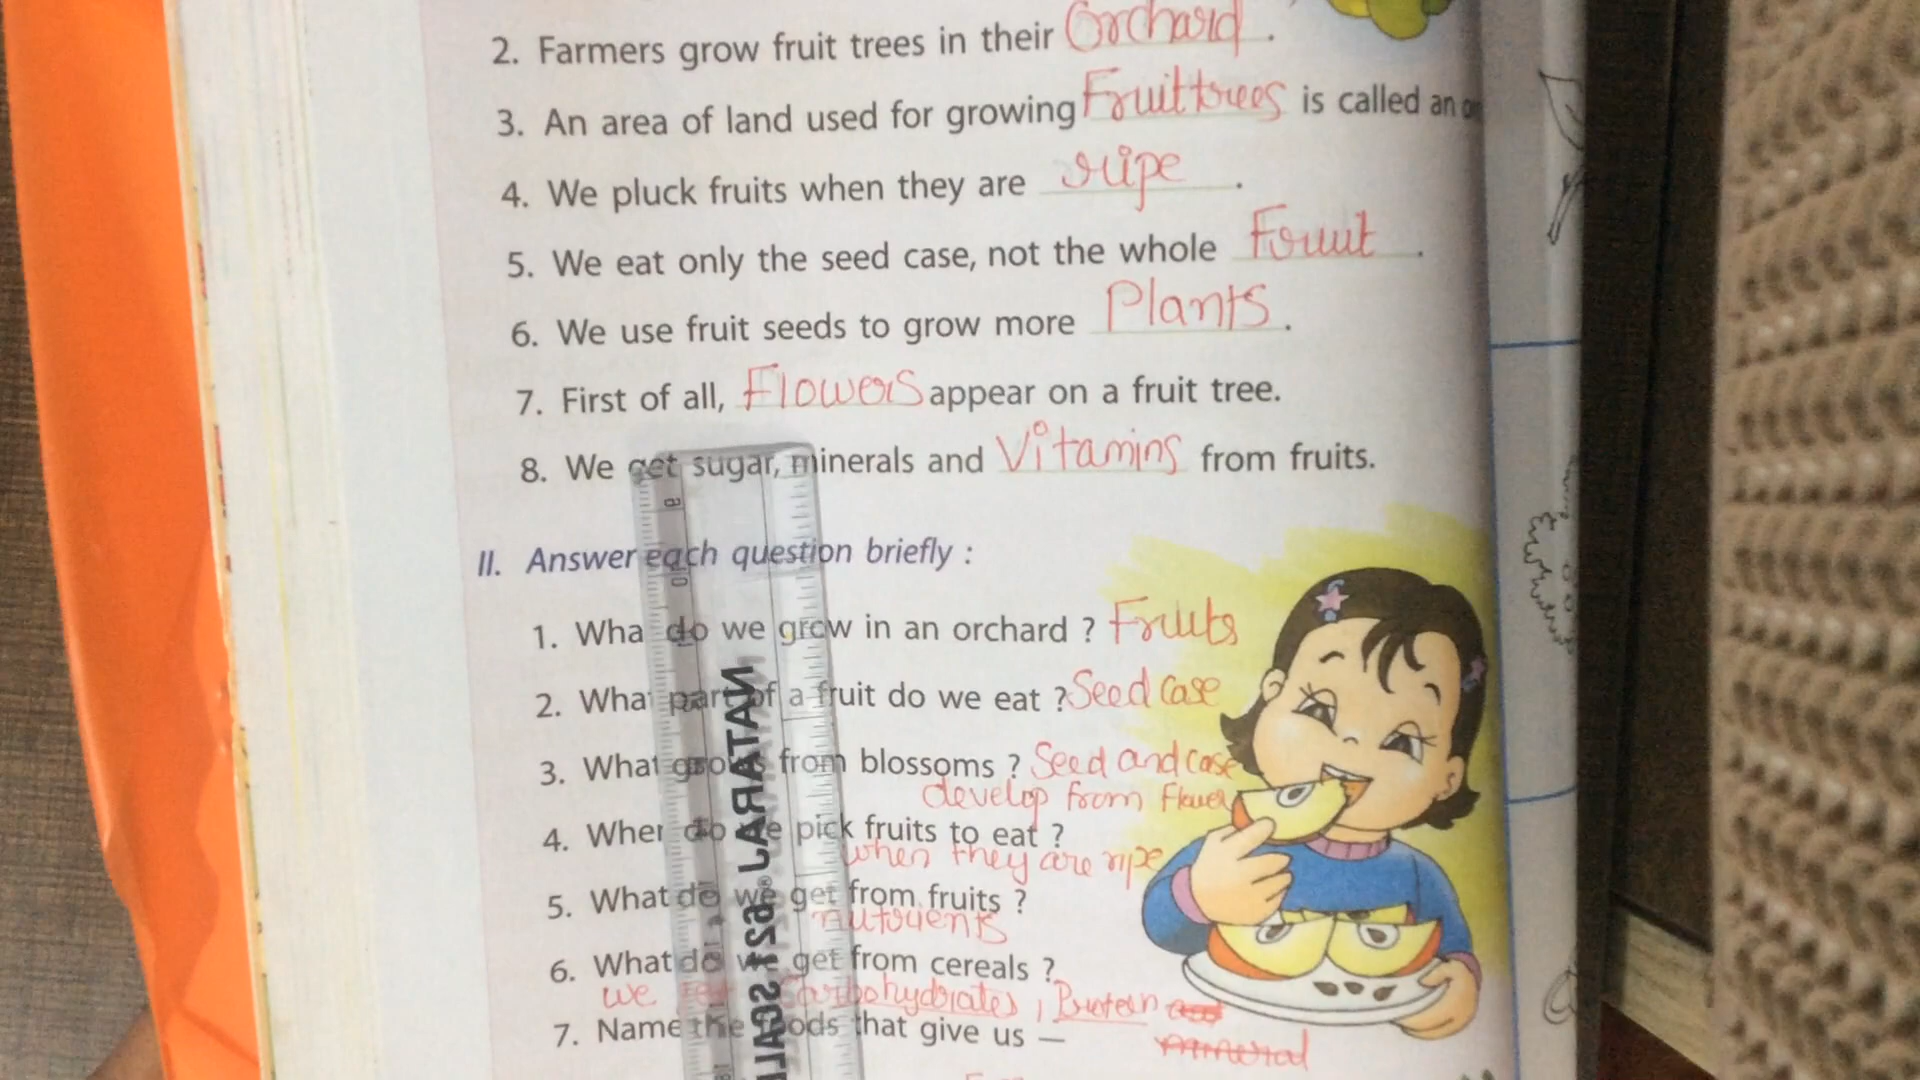 2. Farmers grow fruit trees in their Orchard .
3. An area of land used for growing Fruit trees is called an
4. We pluck fruits when they are ripe .
5. We eat only the seed case, not the whole Fruit .
6. We use fruit seeds to grow more Plants .
7. First of all, Flowers appear on a fruit tree.
8. We get sugar, minerals and Vitamins from fruits.
II. Answer each question briefly :
1. What do we grow in an orchard ? Fruits
2. What part of a fruit do we eat ? Seed case
3. What grows from blossoms ? Seed and case
develop from Flower
4. When do we pick fruits to eat ?
when they are ripe
5. What do we get from fruits ?
nutrients
6. What do we get from cereals ?
we get Carbohydrates, Protein
7. Name the foods that give us —
mineral
NATARAJ 621 SCAL